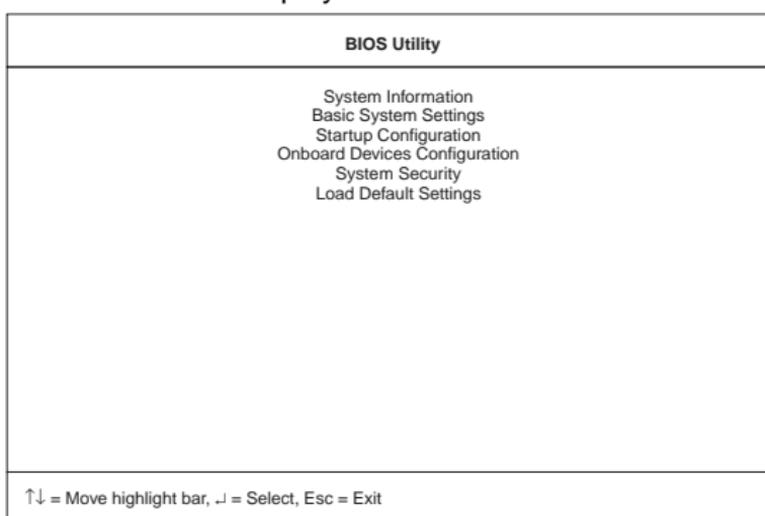 BIOS Utility
System Information
Basic System Settings
Startup Configuration
Onboard Devices Configuration
System Security
Load Default Settings
↑↓ = Move highlight bar, ↵ = Select, Esc = Exit